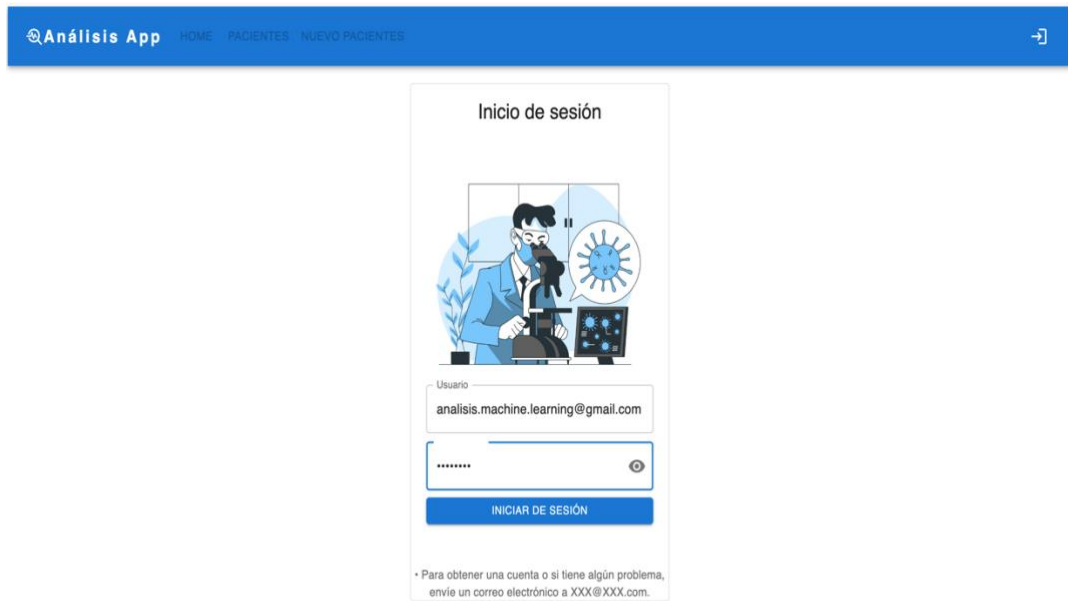 Análisis App HOME PACIENTES NUEVO PACIENTES
Inicio de sesión
Usuario
analisis.machine.learning@gmail.com
••••••••
INICIAR DE SESIÓN
• Para obtener una cuenta o si tiene algún problema,
envíe un correo electrónico a XXX@XXX.com.